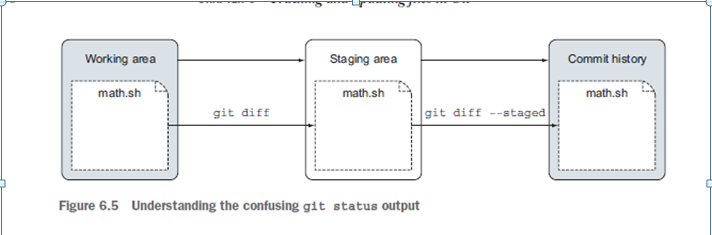 Working area
Staging area
Commit history
math.sh
math.sh
math.sh
git diff
git diff --staged
Figure 6.5 Understanding the confusing git status output